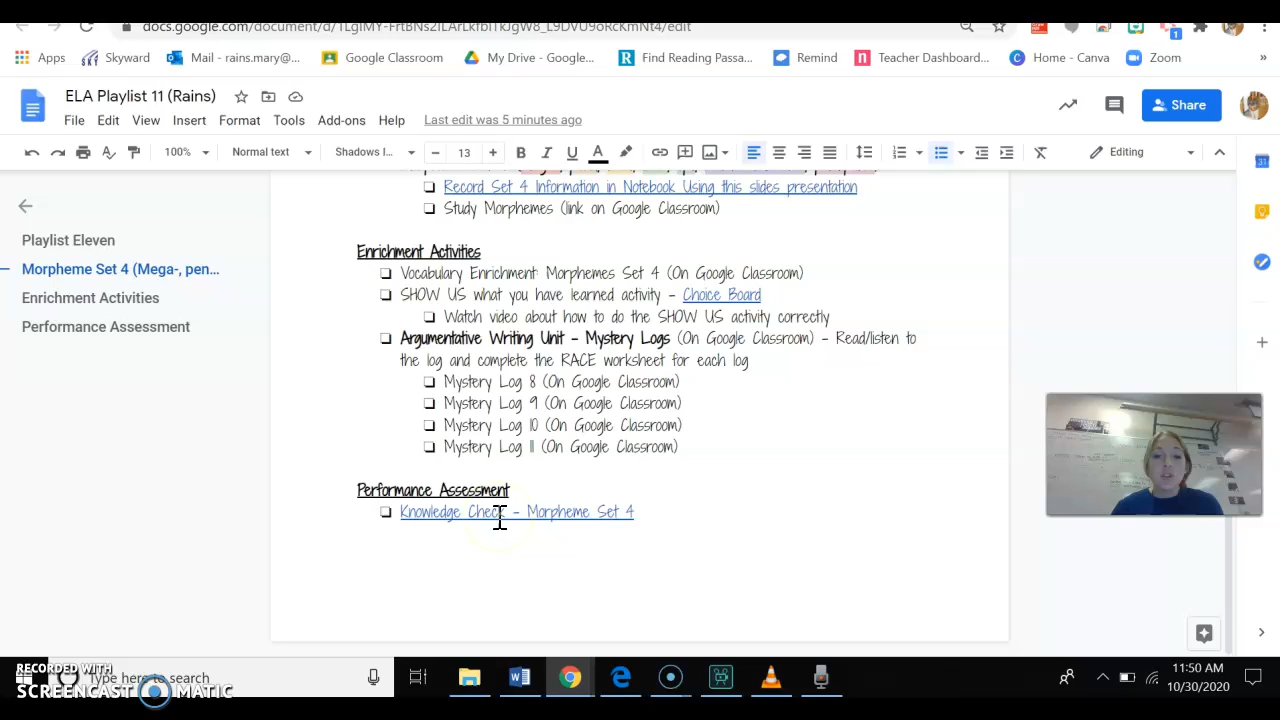 docs.google.com/document/d/1LgIMY-FrtBNs2ILArLkfbITkJgW8_L9DVU9oRcKmNt4/edit
1
Apps Skyward Mail - rains.mary@... Google Classroom My Drive - Google... Find Reading Passa... Remind Teacher Dashboard... Home - Canva Zoom »
ELA Playlist 11 (Rains)
Share
File Edit View Insert Format Tools Add-ons Help Last edit was 5 minutes ago
100% Normal text Shadows I... 13 B I U A Editing
Record Set 4 Information in Notebook Using this slides presentation
Study Morphemes (link on Google Classroom)
Playlist Eleven
Morpheme Set 4 (Mega-, pen...
Enrichment Activities
Performance Assessment
Enrichment Activities
Vocabulary Enrichment Morphemes Set 4 (On Google Classroom)
SHOW US what you have learned activity - Choice Board
Watch video about how to do the SHOW US activity correctly
Argumentative Writing Unit - Mystery Logs (On Google Classroom) - Read/listen to
the log and complete the RACE worksheet for each log
Mystery Log 8 (On Google Classroom)
Mystery Log 9 (On Google Classroom)
Mystery Log 10 (On Google Classroom)
Mystery Log 11 (On Google Classroom)
Performance Assessment
Knowledge Check - Morpheme Set 4
31
RECORDED WITH
SCREENCAST MATIC
Type here to search
11:50 AM
10/30/2020